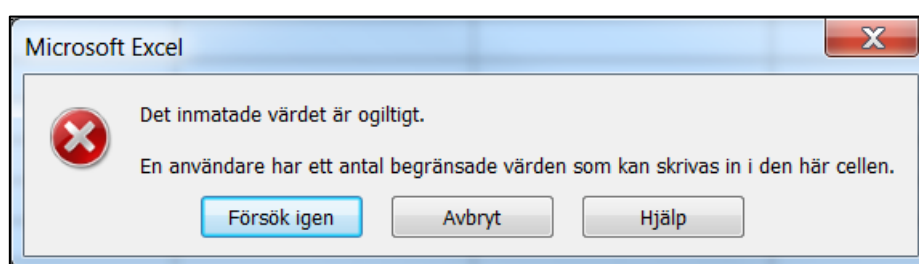 Microsoft Excel
Det inmatade värdet är ogiltigt.
En användare har ett antal begränsade värden som kan skrivas in i den här cellen.
Försök igen Avbryt Hjälp